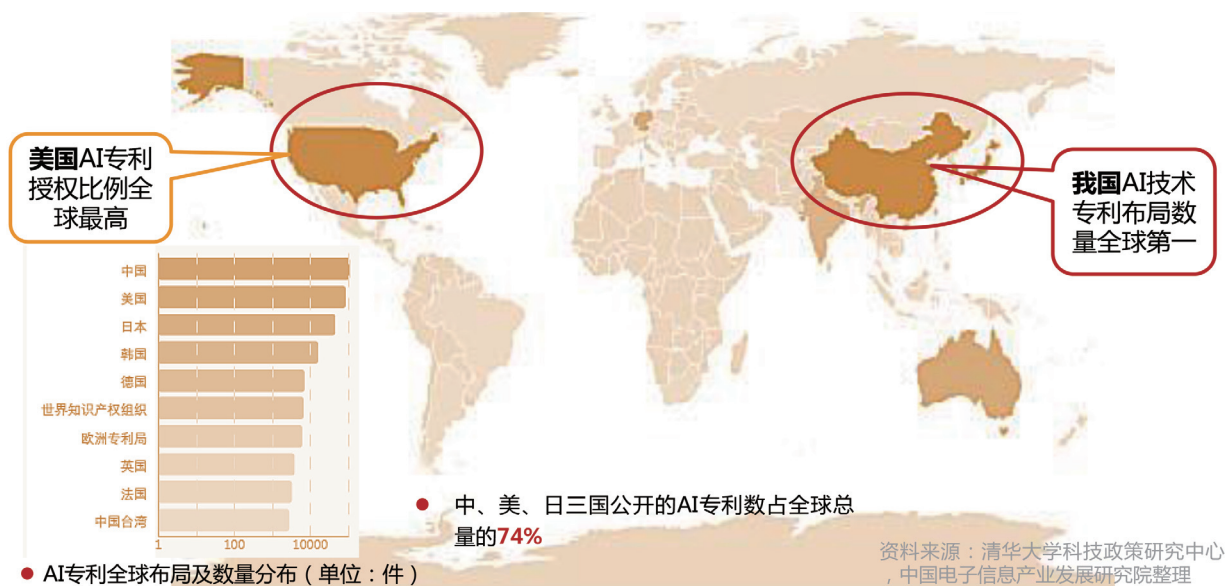 美国AI专利
授权比例全
球最高
我国AI技术
专利布局数
量全球第一
中国
美国
日本
韩国
德国
世界知识产权组织
欧洲专利局
英国
法国
中国台湾
1 100 10000
● AI专利全球布局及数量分布（单位：件）
● 中、美、日三国公开的AI专利数占全球总
量的74%
资料来源：清华大学科技政策研究中心
，中国电子信息产业发展研究院整理